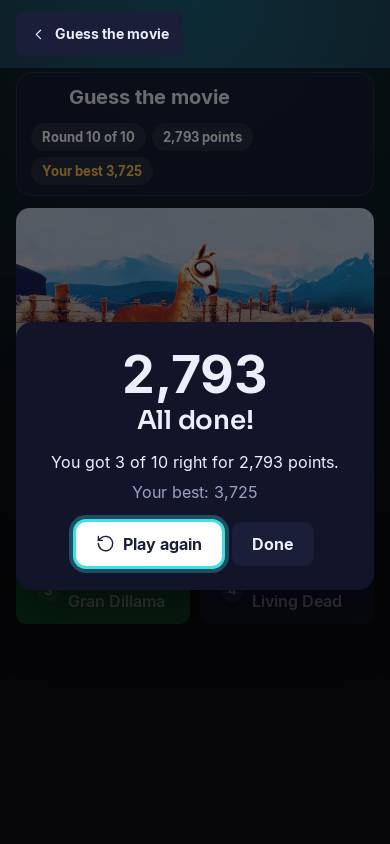 Guess the movie
Guess the movie
Round 10 of 10
2,793 points
Your best 3,725
2,793
All done!
You got 3 of 10 right for 2,793 points.
Your best: 3,725
Play again
Done
3
Gran Dillama
4
Living Dead